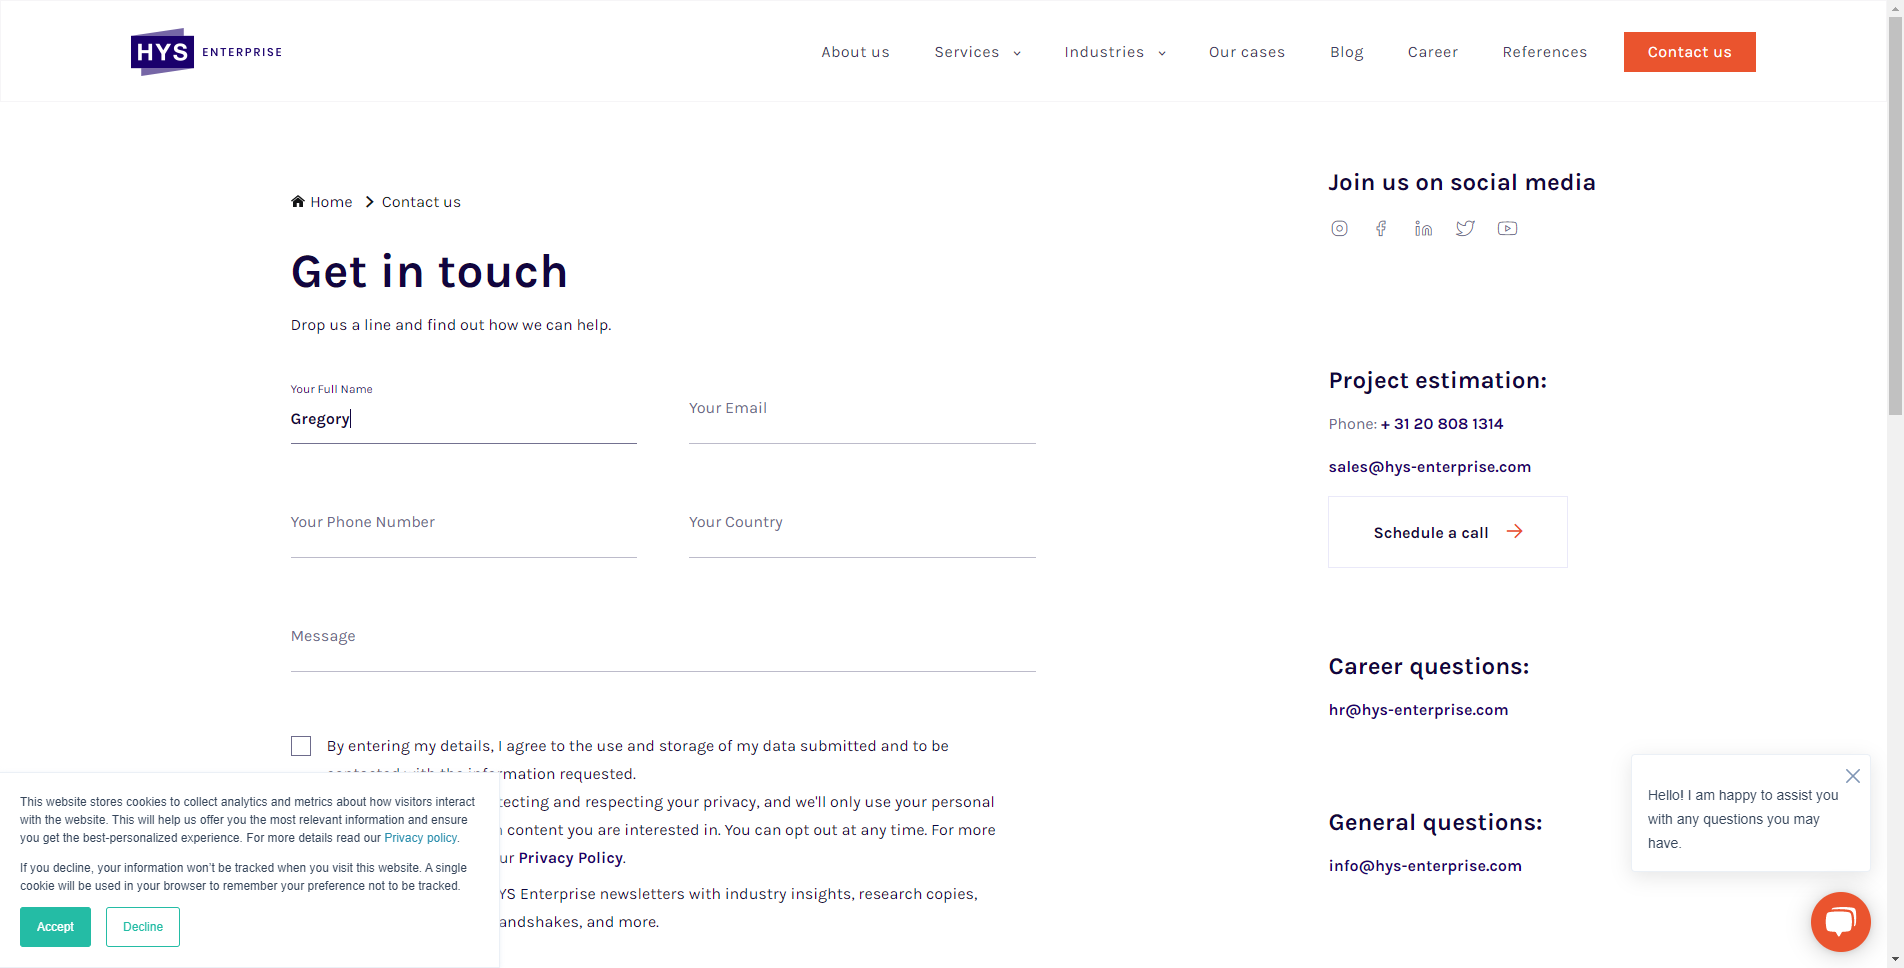 HYS ENTERPRISE
About us
Services
Industries
Our cases
Blog
Career
References
Contact us
Home
Contact us
Get in touch
Drop us a line and find out how we can help.
Your Full Name
Gregory
Your Email
Your Phone Number
Your Country
Message
By entering my details, I agree to the use and storage of my data submitted and to be
mation requested.
tecting and respecting your privacy, and we'll only use your personal
content you are interested in. You can opt out at any time. For more
ur Privacy Policy.
YS Enterprise newsletters with industry insights, research copies,
andshakes, and more.
This website stores cookies to collect analytics and metrics about how visitors interact
with the website. This will help us offer you the most relevant information and ensure
you get the best-personalized experience. For more details read our Privacy policy.
If you decline, your information won't be tracked when you visit this website. A single
cookie will be used in your browser to remember your preference not to be tracked.
Accept
Decline
Join us on social media
Project estimation:
Phone: + 31 20 808 1314
sales@hys-enterprise.com
Schedule a call
Career questions:
hr@hys-enterprise.com
General questions:
info@hys-enterprise.com
Hello! I am happy to assist you
with any questions you may
have.